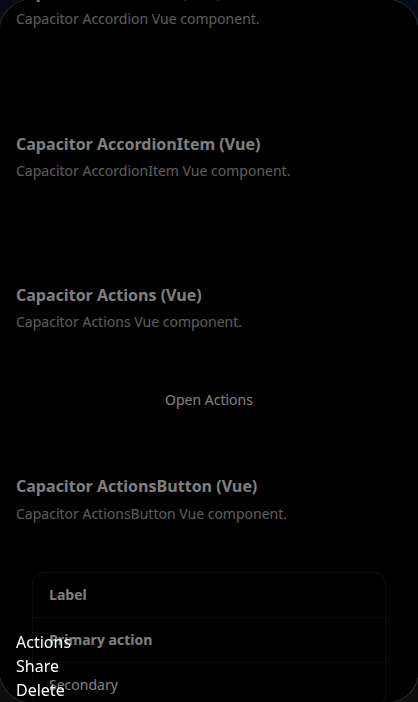 Capacitor Accordion Vue component.
Capacitor AccordionItem (Vue)
Capacitor AccordionItem Vue component.
Capacitor Actions (Vue)
Capacitor Actions Vue component.
Open Actions
Capacitor ActionsButton (Vue)
Capacitor ActionsButton Vue component.
Label
Primary action
Actions
Share
Secondary
Delete